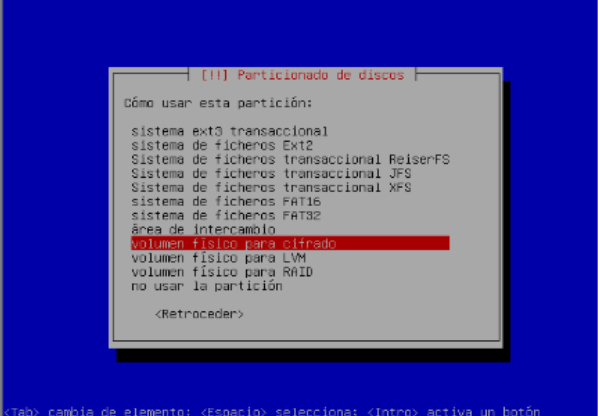 [!!] Particionado de discos
Cómo usar esta partición:
sistema ext3 transaccional
sistema de ficheros Ext2
Sistema de ficheros transaccional ReiserFS
Sistema de ficheros transaccional JFS
Sistema de ficheros transaccional XFS
sistema de ficheros FAT16
sistema de ficheros FAT32
área de intercambio
volumen físico para cifrado
volumen físico para LVM
volumen físico para RAID
no usar la partición
<Retroceder>
<Tab> cambia de elemento; <Espacio> selecciona; <Intro> activa un botón